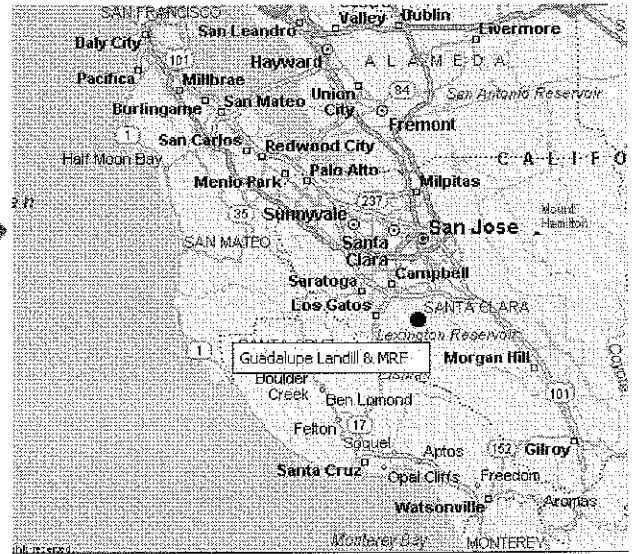 SAN FRANCISCO
San Leandro
Valley
Dublin
Livermore
Daly City
101
Hayward
ALAMEDA
Pacifica
Millbrae
Union City
84
San Antonio Reservoir
Burlingame
San Mateo
Fremont
1
San Carlos
Redwood City
CALIFO
Half Moon Bay
Palo Alto
Menlo Park
Milpitas
237
35
Sunnyvale
San Jose
Mount Hamilton
SAN MATEO
Santa Clara
Saratoga
Campbell
Los Gatos
SANTA CLARA
Lexington Reservoir
1
Guadalupe Landill & MRF
Morgan Hill
Boulder Creek
Ben Lomond
101
Felton
17
Soquel
Aptos
152
Gilroy
Santa Cruz
Opal Cliffs
Freedom
Watsonville
Aromas
Monterey Bay
MONTEREY